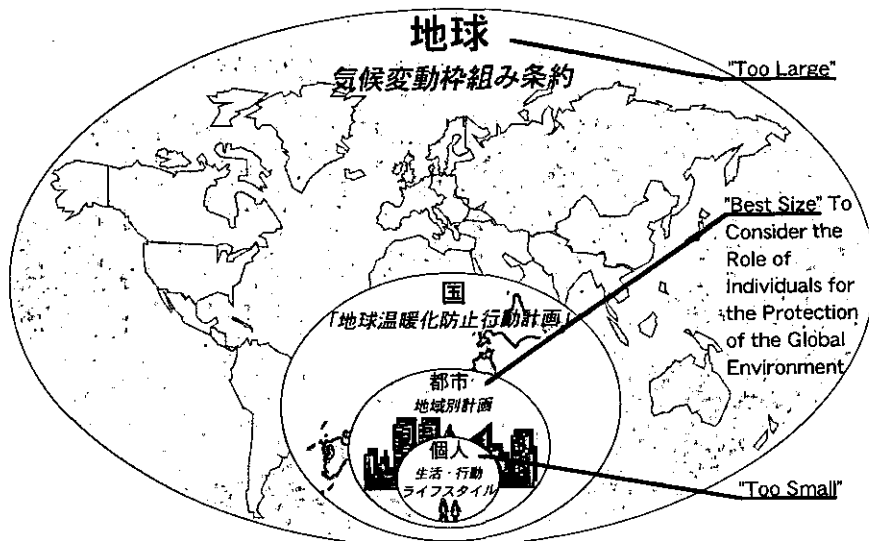 地球
気候変動枠組み条約
"Too Large"
"Best Size" To
Consider the
Role of
Individuals for
the Protection
of the Global
Environment
国
「地球温暖化防止行動計画」
都市
地域別計画
個人
生活・行動
ライフスタイル
"Too Small"